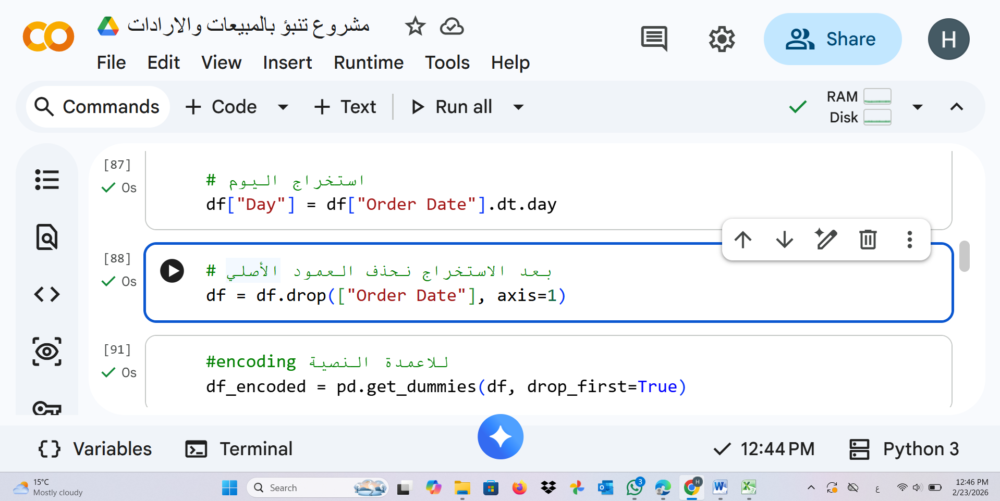 مشروع تنبؤ بالمبيعات والارادات
File Edit View Insert Runtime Tools Help
Share
H
Commands
+ Code
+ Text
Run all
RAM
Disk
[87]
0s
# استخراج اليوم
df["Day"] = df["Order Date"].dt.day
[88]
0s
# بعد الاستخراج نحذف العمود الأصلي
df = df.drop(["Order Date"], axis=1)
[91]
0s
#encoding للاعمدة النصية
df_encoded = pd.get_dummies(df, drop_first=True)
{ } Variables
Terminal
12:44 PM
Python 3
15°C
Mostly cloudy
Search
3
H
ع
12:46 PM
2/23/2026